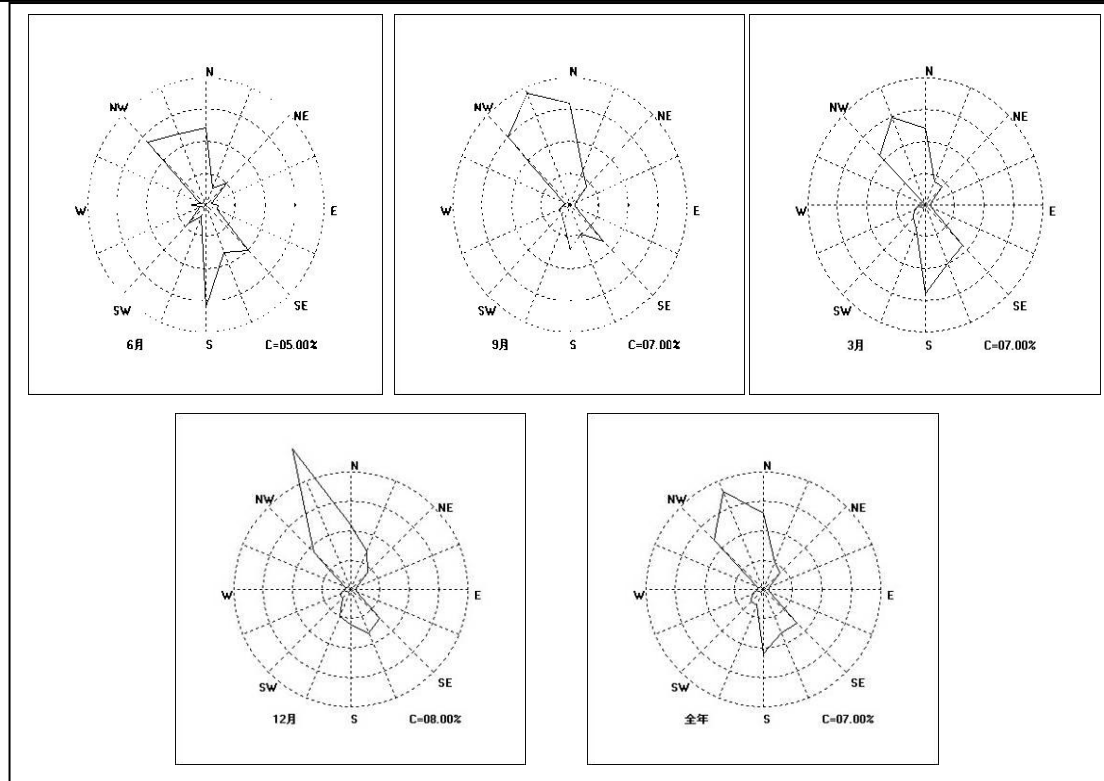 N
NW
NE
W
E
SW
SE
6月
S
C=05.00%
N
NW
NE
W
E
SW
SE
9月
S
C=07.00%
N
NW
NE
W
E
SW
SE
3月
S
C=07.00%
N
NW
NE
W
E
SW
SE
12月
S
C=08.00%
N
NW
NE
W
E
SW
SE
全年
S
C=07.00%